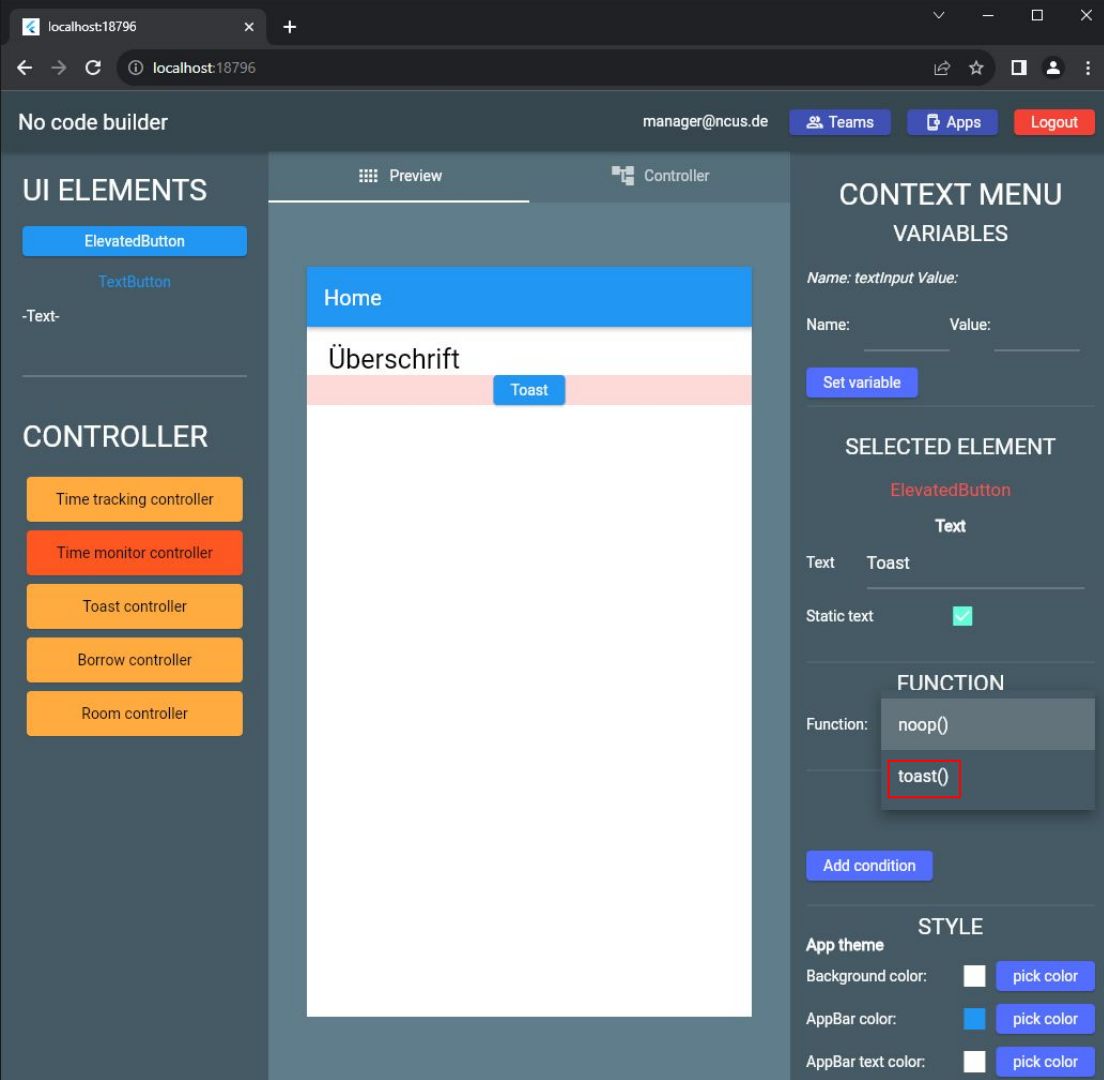 localhost:18796
localhost:18796
No code builder
manager@ncus.de
Teams
Apps
Logout
UI ELEMENTS
ElevatedButton
TextButton
-Text-
CONTROLLER
Time tracking controller
Time monitor controller
Toast controller
Borrow controller
Room controller
Preview
Controller
Home
Überschrift
Toast
CONTEXT MENU
VARIABLES
Name: textInput Value:
Name: Value:
Set variable
SELECTED ELEMENT
ElevatedButton
Text
Text Toast
Static text
FUNCTION
Function: noop()
toast()
Add condition
STYLE
App theme
Background color: pick color
AppBar color: pick color
AppBar text color: pick color